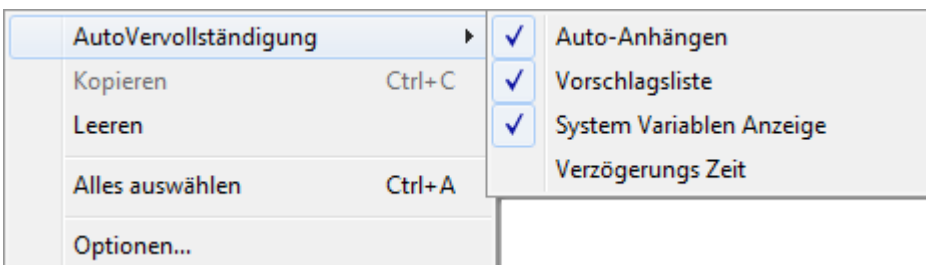 AutoVervollständigung
Kopieren Ctrl+C
Leeren
Alles auswählen Ctrl+A
Optionen...
Auto-Anhängen
Vorschlagsliste
System Variablen Anzeige
Verzögerungs Zeit